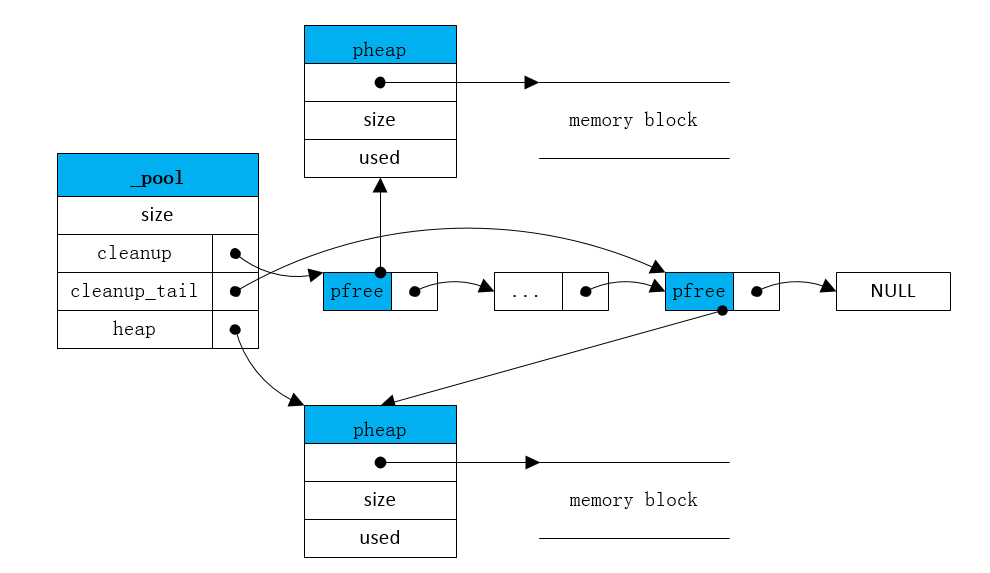 pheap
size
memory block
used
_pool
size
cleanup
cleanup_tail
heap
pfree
...
pfree
NULL
pheap
size
memory block
used